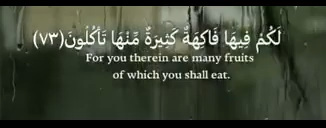 لَكُمْ فِيهَا فَاكِهَةٌ كَثِيرَةٌ مِّنْهَا تَأْكُلُونَ(٧٣)
For you therein are many fruits
of which you shall eat.